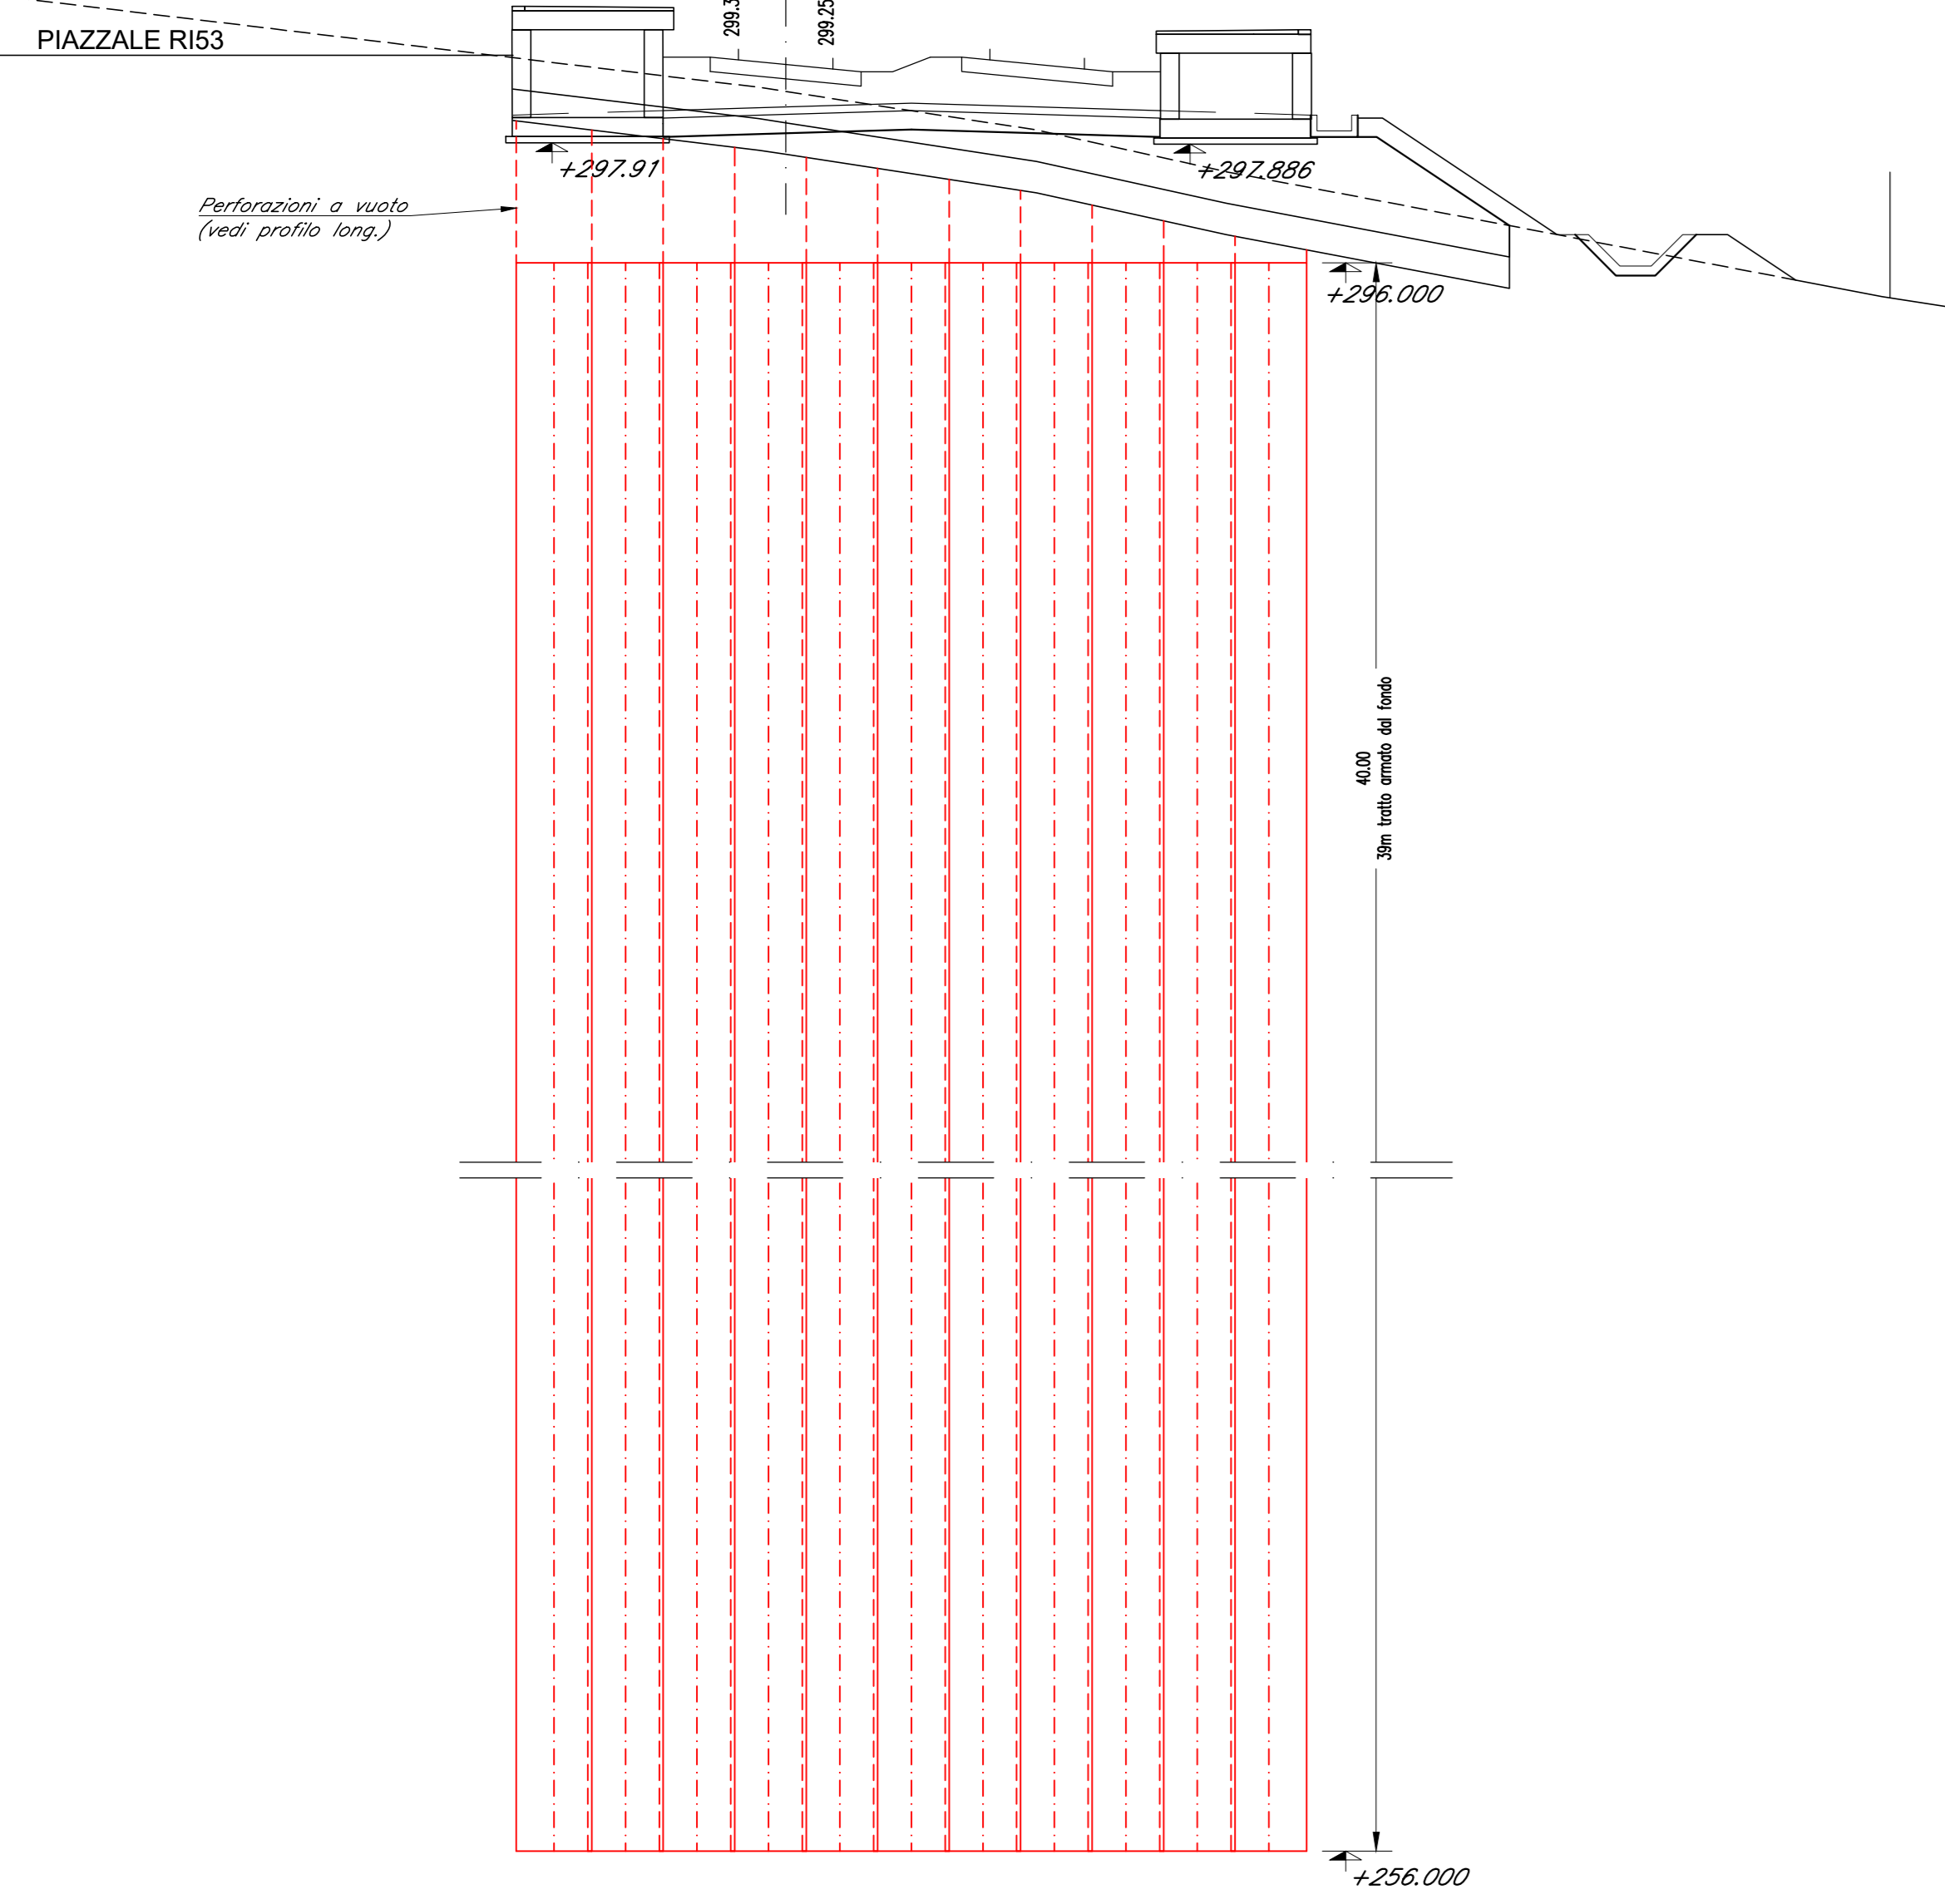 PIAZZALE RI53
299.25
+297.91
+297.886
Perforazioni a vuoto
(vedi profilo long.)
+296.000
40.00
39m tratto armato dal fondo
+256.000